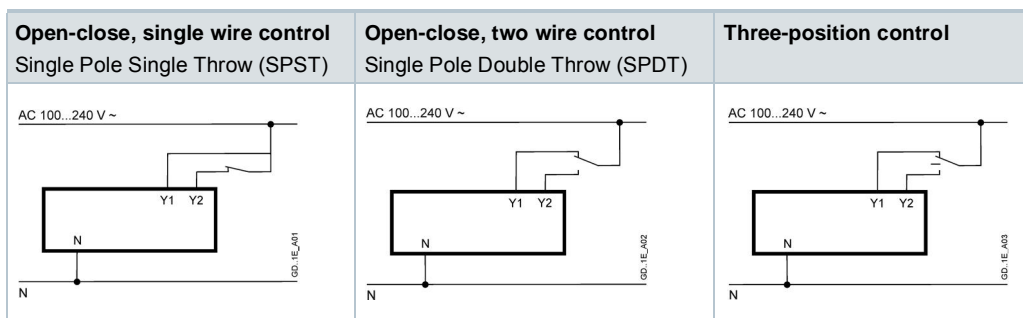 Open-close, single wire control
Single Pole Single Throw (SPST)
Open-close, two wire control
Single Pole Double Throw (SPDT)
Three-position control
AC 100...240 V ~
Y1 Y2
N
GD..1E_A01
N
AC 100...240 V ~
Y1 Y2
N
GD..1E_A02
N
AC 100...240 V ~
Y1 Y2
N
GD..1E_A03
N